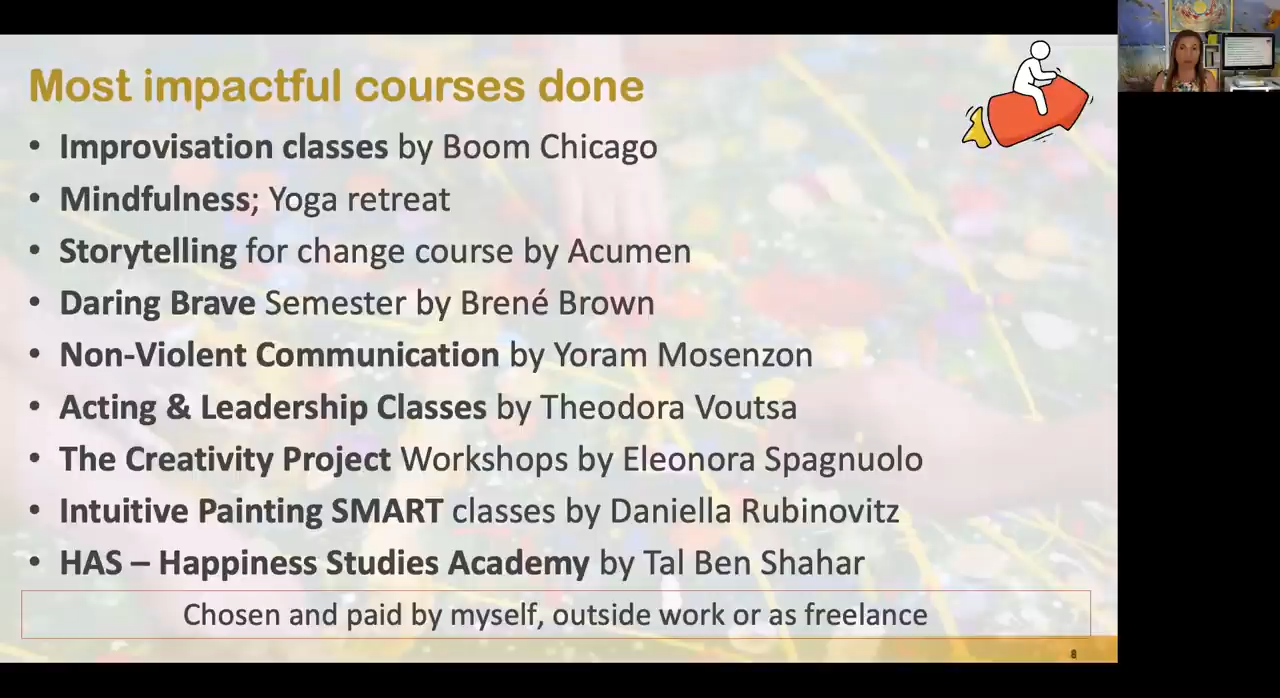 Most impactful courses done
• Improvisation classes by Boom Chicago
• Mindfulness; Yoga retreat
• Storytelling for change course by Acumen
• Daring Brave Semester by Brené Brown
• Non-Violent Communication by Yoram Mosenzon
• Acting & Leadership Classes by Theodora Voutsa
• The Creativity Project Workshops by Eleonora Spagnuolo
• Intuitive Painting SMART classes by Daniella Rubinovitz
• HAS – Happiness Studies Academy by Tal Ben Shahar
Chosen and paid by myself, outside work or as freelance
8